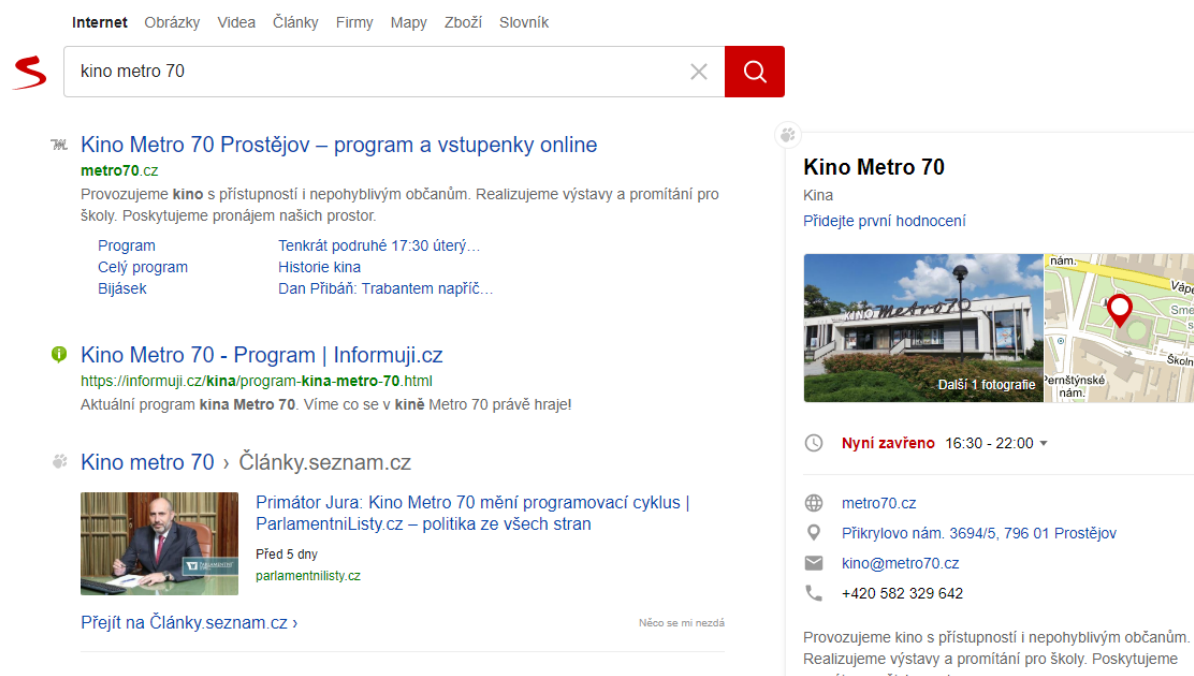 Internet Obrázky Videa Články Firmy Mapy Zboží Slovník
kino metro 70
Kino Metro 70 Prostějov – program a vstupenky online
metro70.cz
Provozujeme kino s přístupností i nepohyblivým občanům. Realizujeme výstavy a promítání pro
školy. Poskytujeme pronájem našich prostor.
Program Tenkrát podruhé 17:30 úterý…
Celý program Historie kina
Bijásek Dan Přibáň: Trabantem napříč…
Kino Metro 70 - Program | Informuji.cz
https://informuji.cz/kina/program-kina-metro-70.html
Aktuální program kina Metro 70. Víme co se v kině Metro 70 právě hraje!
Kino metro 70 › Články.seznam.cz
Primátor Jura: Kino Metro 70 mění programovací cyklus |
ParlamentniListy.cz – politika ze všech stran
Před 5 dny
parlamentnilisty.cz
Přejít na Články.seznam.cz ›
Něco se mi nezdá
Kino Metro 70
Kina
Přidejte první hodnocení
KINO Metro 70
Další 1 fotografie
nám.
Pernštýnské
nám.
Nyní zavřeno 16:30 - 22:00
metro70.cz
Přikrylovo nám. 3694/5, 796 01 Prostějov
kino@metro70.cz
+420 582 329 642
Provozujeme kino s přístupností i nepohyblivým občanům.
Realizujeme výstavy a promítání pro školy. Poskytujeme